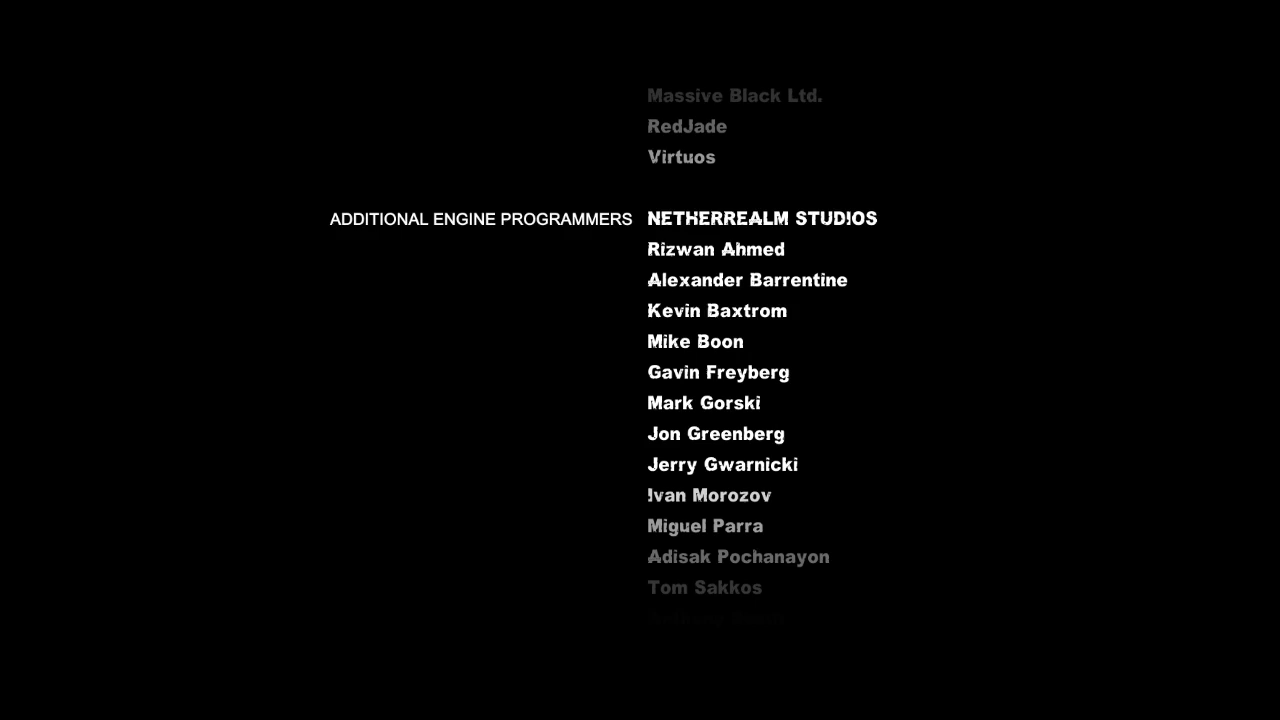 Massive Black Ltd.
RedJade
Virtuos
ADDITIONAL ENGINE PROGRAMMERS NETHERREALM STUDIOS
Rizwan Ahmed
Alexander Barrentine
Kevin Baxtrom
Mike Boon
Gavin Freyberg
Mark Gorski
Jon Greenberg
Jerry Gwarnicki
Ivan Morozov
Miguel Parra
Adisak Pochanayon
Tom Sakkos